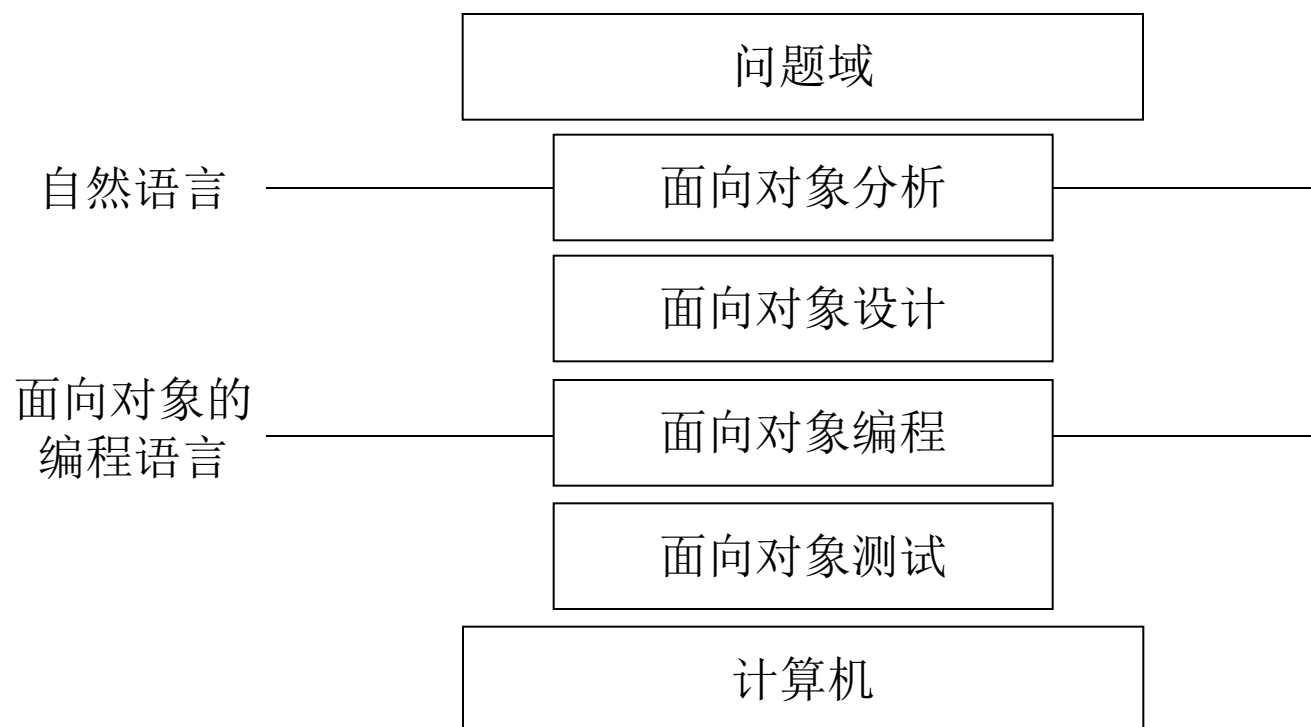 问题域
自然语言
面向对象分析
面向对象设计
面向对象的
编程语言
面向对象编程
面向对象测试
计算机